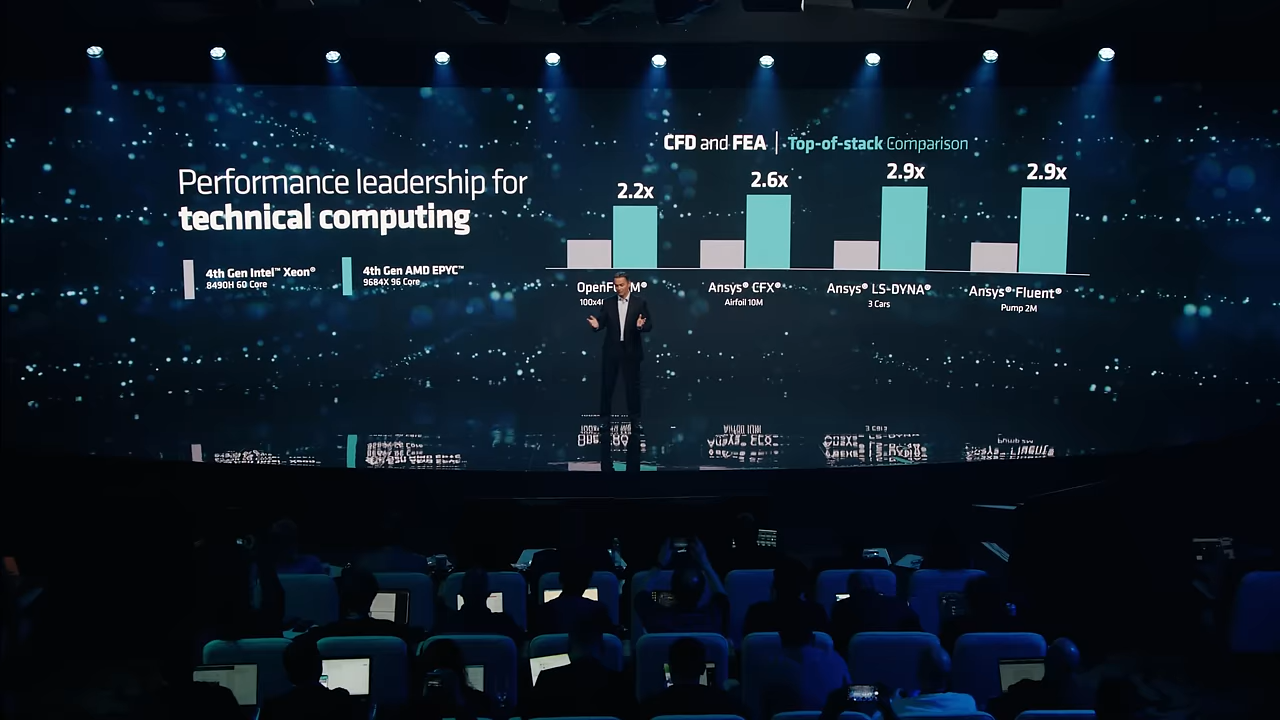 Performance leadership for
technical computing
4th Gen Intel™ Xeon®
8490H 60 Core
4th Gen AMD EPYC™
9684X 96 Core
CFD and FEA | Top-of-stack Comparison
2.2x
2.6x
2.9x
2.9x
Ansys® CFX®
Airfoil 10M
Ansys® LS-DYNA®
3 Cars
Ansys® Fluent®
Pump 2M